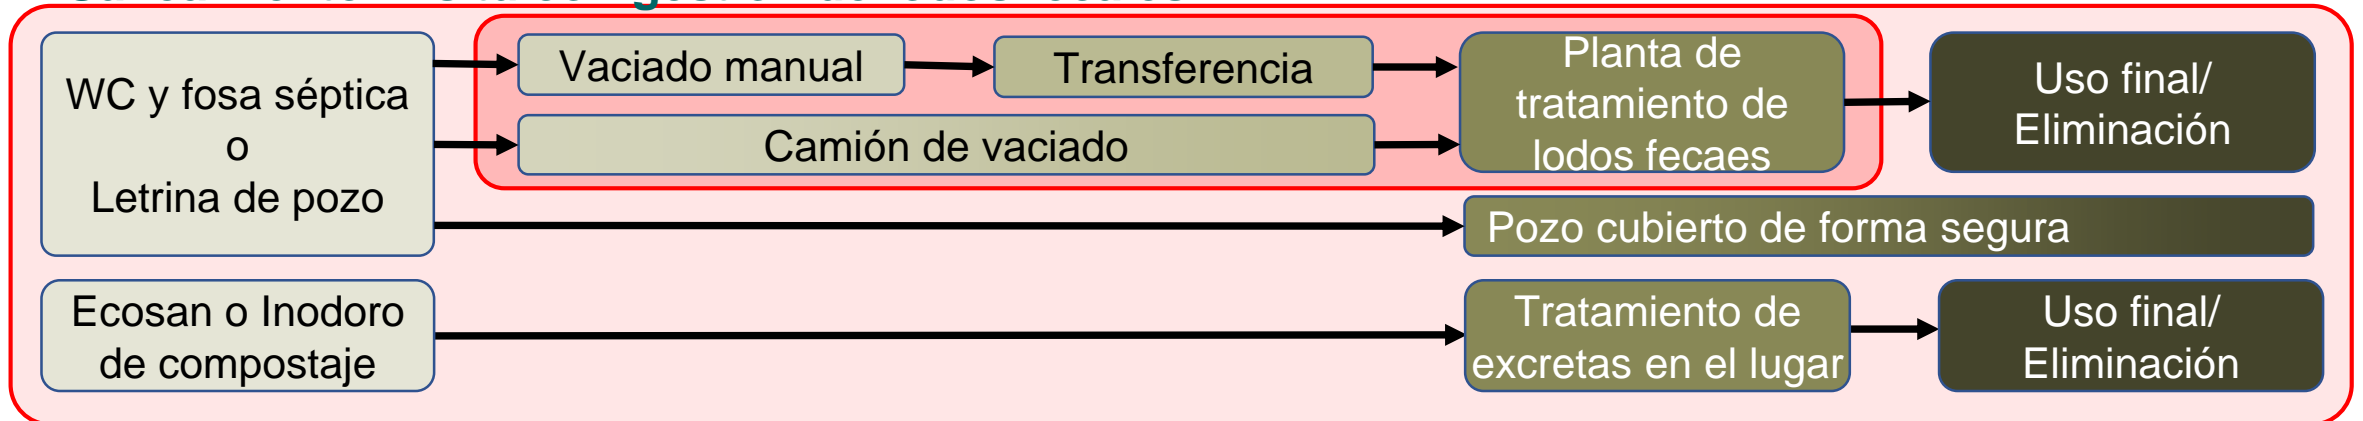 WC y fosa séptica
o
Letrina de pozo
Vaciado manual
Transferencia
Camión de vaciado
Planta de
tratamiento de
lodos fecaes
Uso final/
Eliminación
Pozo cubierto de forma segura
Ecosan o Inodoro
de compostaje
Tratamiento de
excretas en el lugar
Uso final/
Eliminación